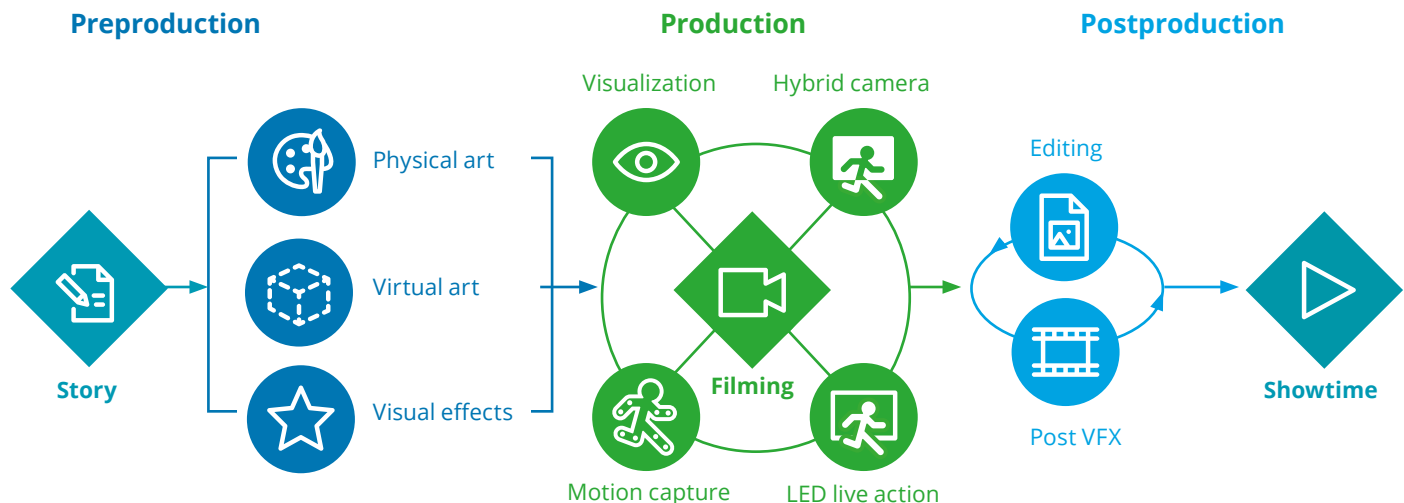 Preproduction
Production
Postproduction
Visualization
Hybrid camera
Physical art
Editing
Virtual art
Story
Filming
Showtime
Visual effects
Post VFX
Motion capture
LED live action